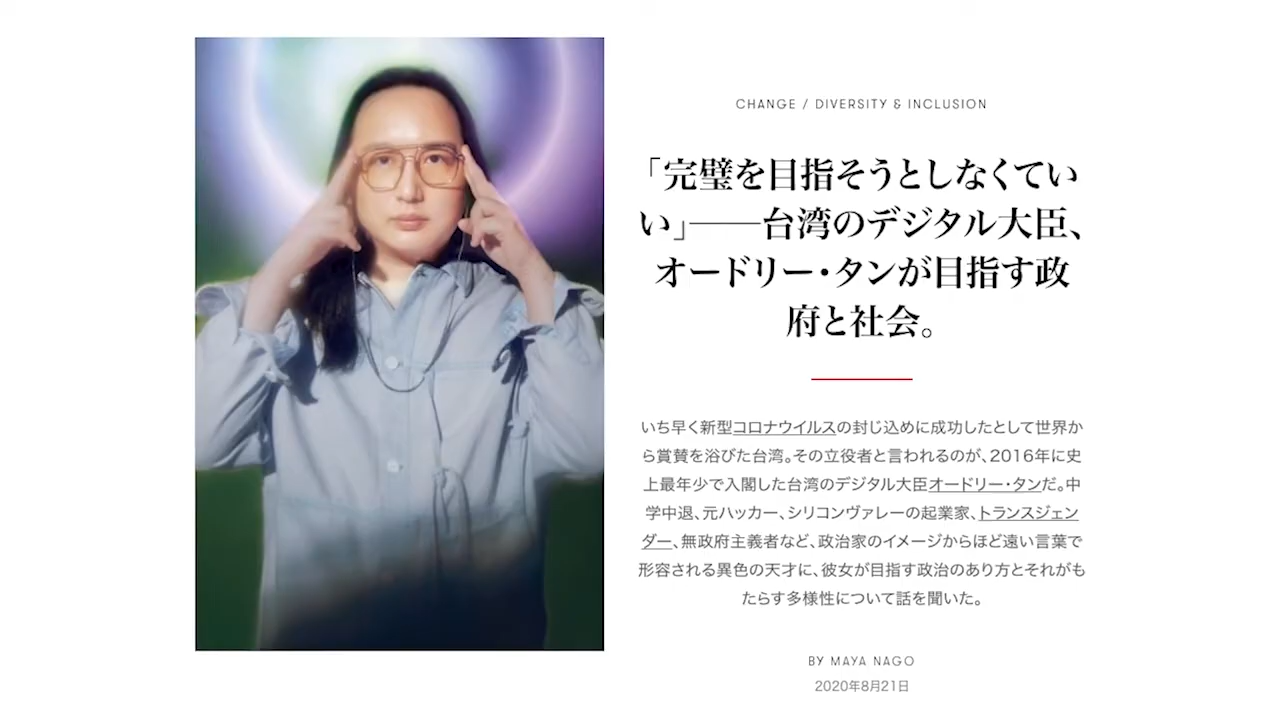 CHANGE / DIVERSITY & INCLUSION
「完璧を目指そうとしなくてい
い」——台湾のデジタル大臣、
オードリー・タンが目指す政
府と社会。
いち早く新型コロナウイルスの封じ込めに成功したとして世界か
ら賞賛を浴びた台湾。その立役者と言われるのが、2016年に史
上最年少で入閣した台湾のデジタル大臣オードリー・タンだ。中
学中退、元ハッカー、シリコンヴァレーの起業家、トランスジェン
ダー、無政府主義者など、政治家のイメージからほど遠い言葉で
形容される異色の天才に、彼女が目指す政治のあり方とそれがも
たらす多様性について話を聞いた。
BY MAYA NAGO
2020年8月21日